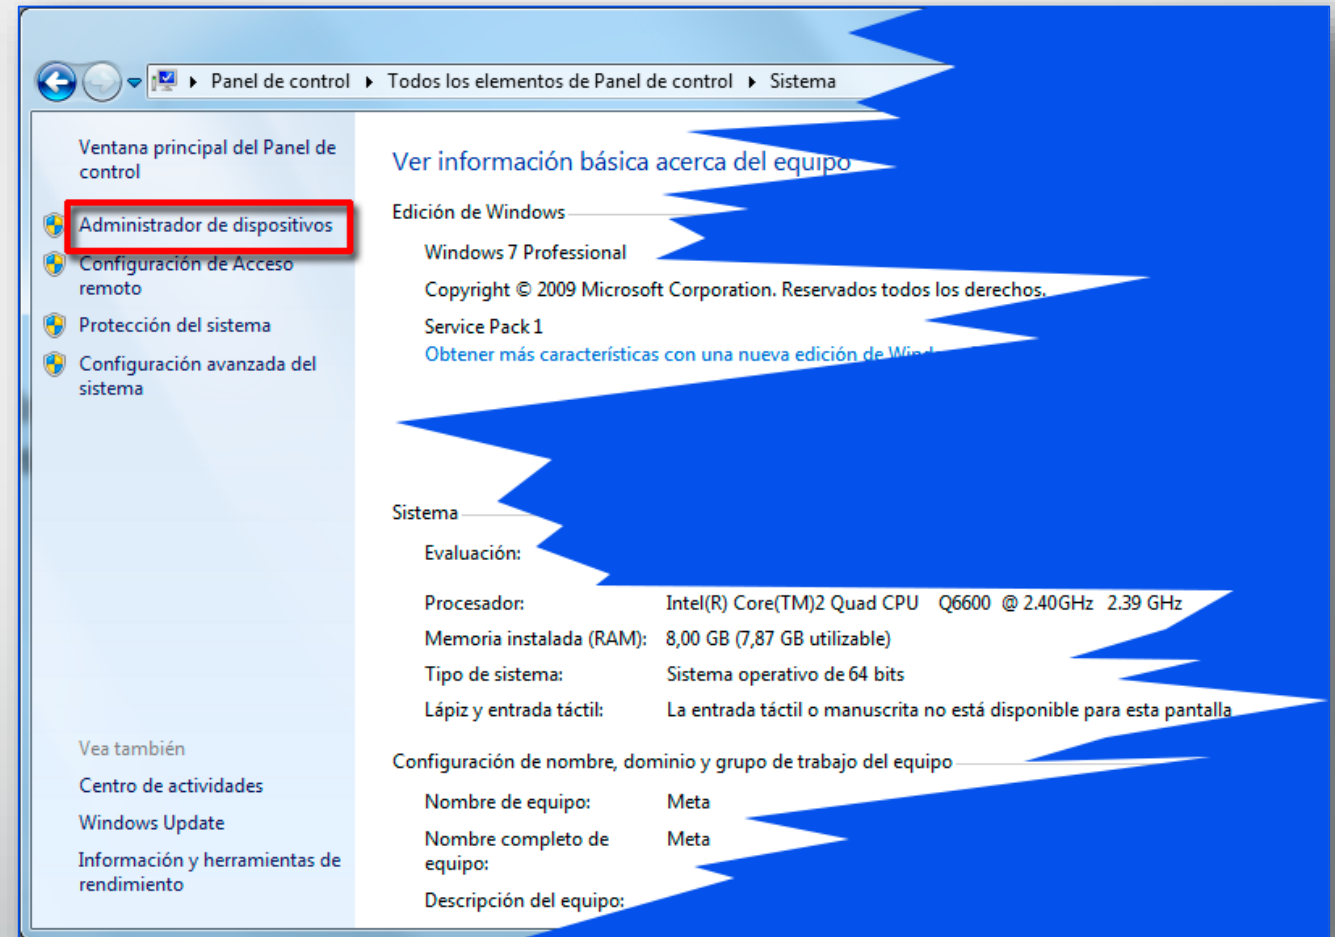 Panel de control ▸ Todos los elementos de Panel de control ▸ Sistema
Ventana principal del Panel de
control
Administrador de dispositivos
Configuración de Acceso
remoto
Protección del sistema
Configuración avanzada del
sistema
Vea también
Centro de actividades
Windows Update
Información y herramientas de
rendimiento
Ver información básica acerca del equipo
Edición de Windows
Windows 7 Professional
Copyright © 2009 Microsoft Corporation. Reservados todos los derechos.
Service Pack 1
Obtener más características con una nueva edición de
Sistema
Evaluación:
Procesador: Intel(R) Core(TM)2 Quad CPU Q6600 @ 2.40GHz 2.39 GHz
Memoria instalada (RAM): 8,00 GB (7,87 GB utilizable)
Tipo de sistema: Sistema operativo de 64 bits
Lápiz y entrada táctil: La entrada táctil o manuscrita no está disponible para esta pantalla
Configuración de nombre, dominio y grupo de trabajo del equipo
Nombre de equipo: Meta
Nombre completo de Meta
equipo:
Descripción del equipo: